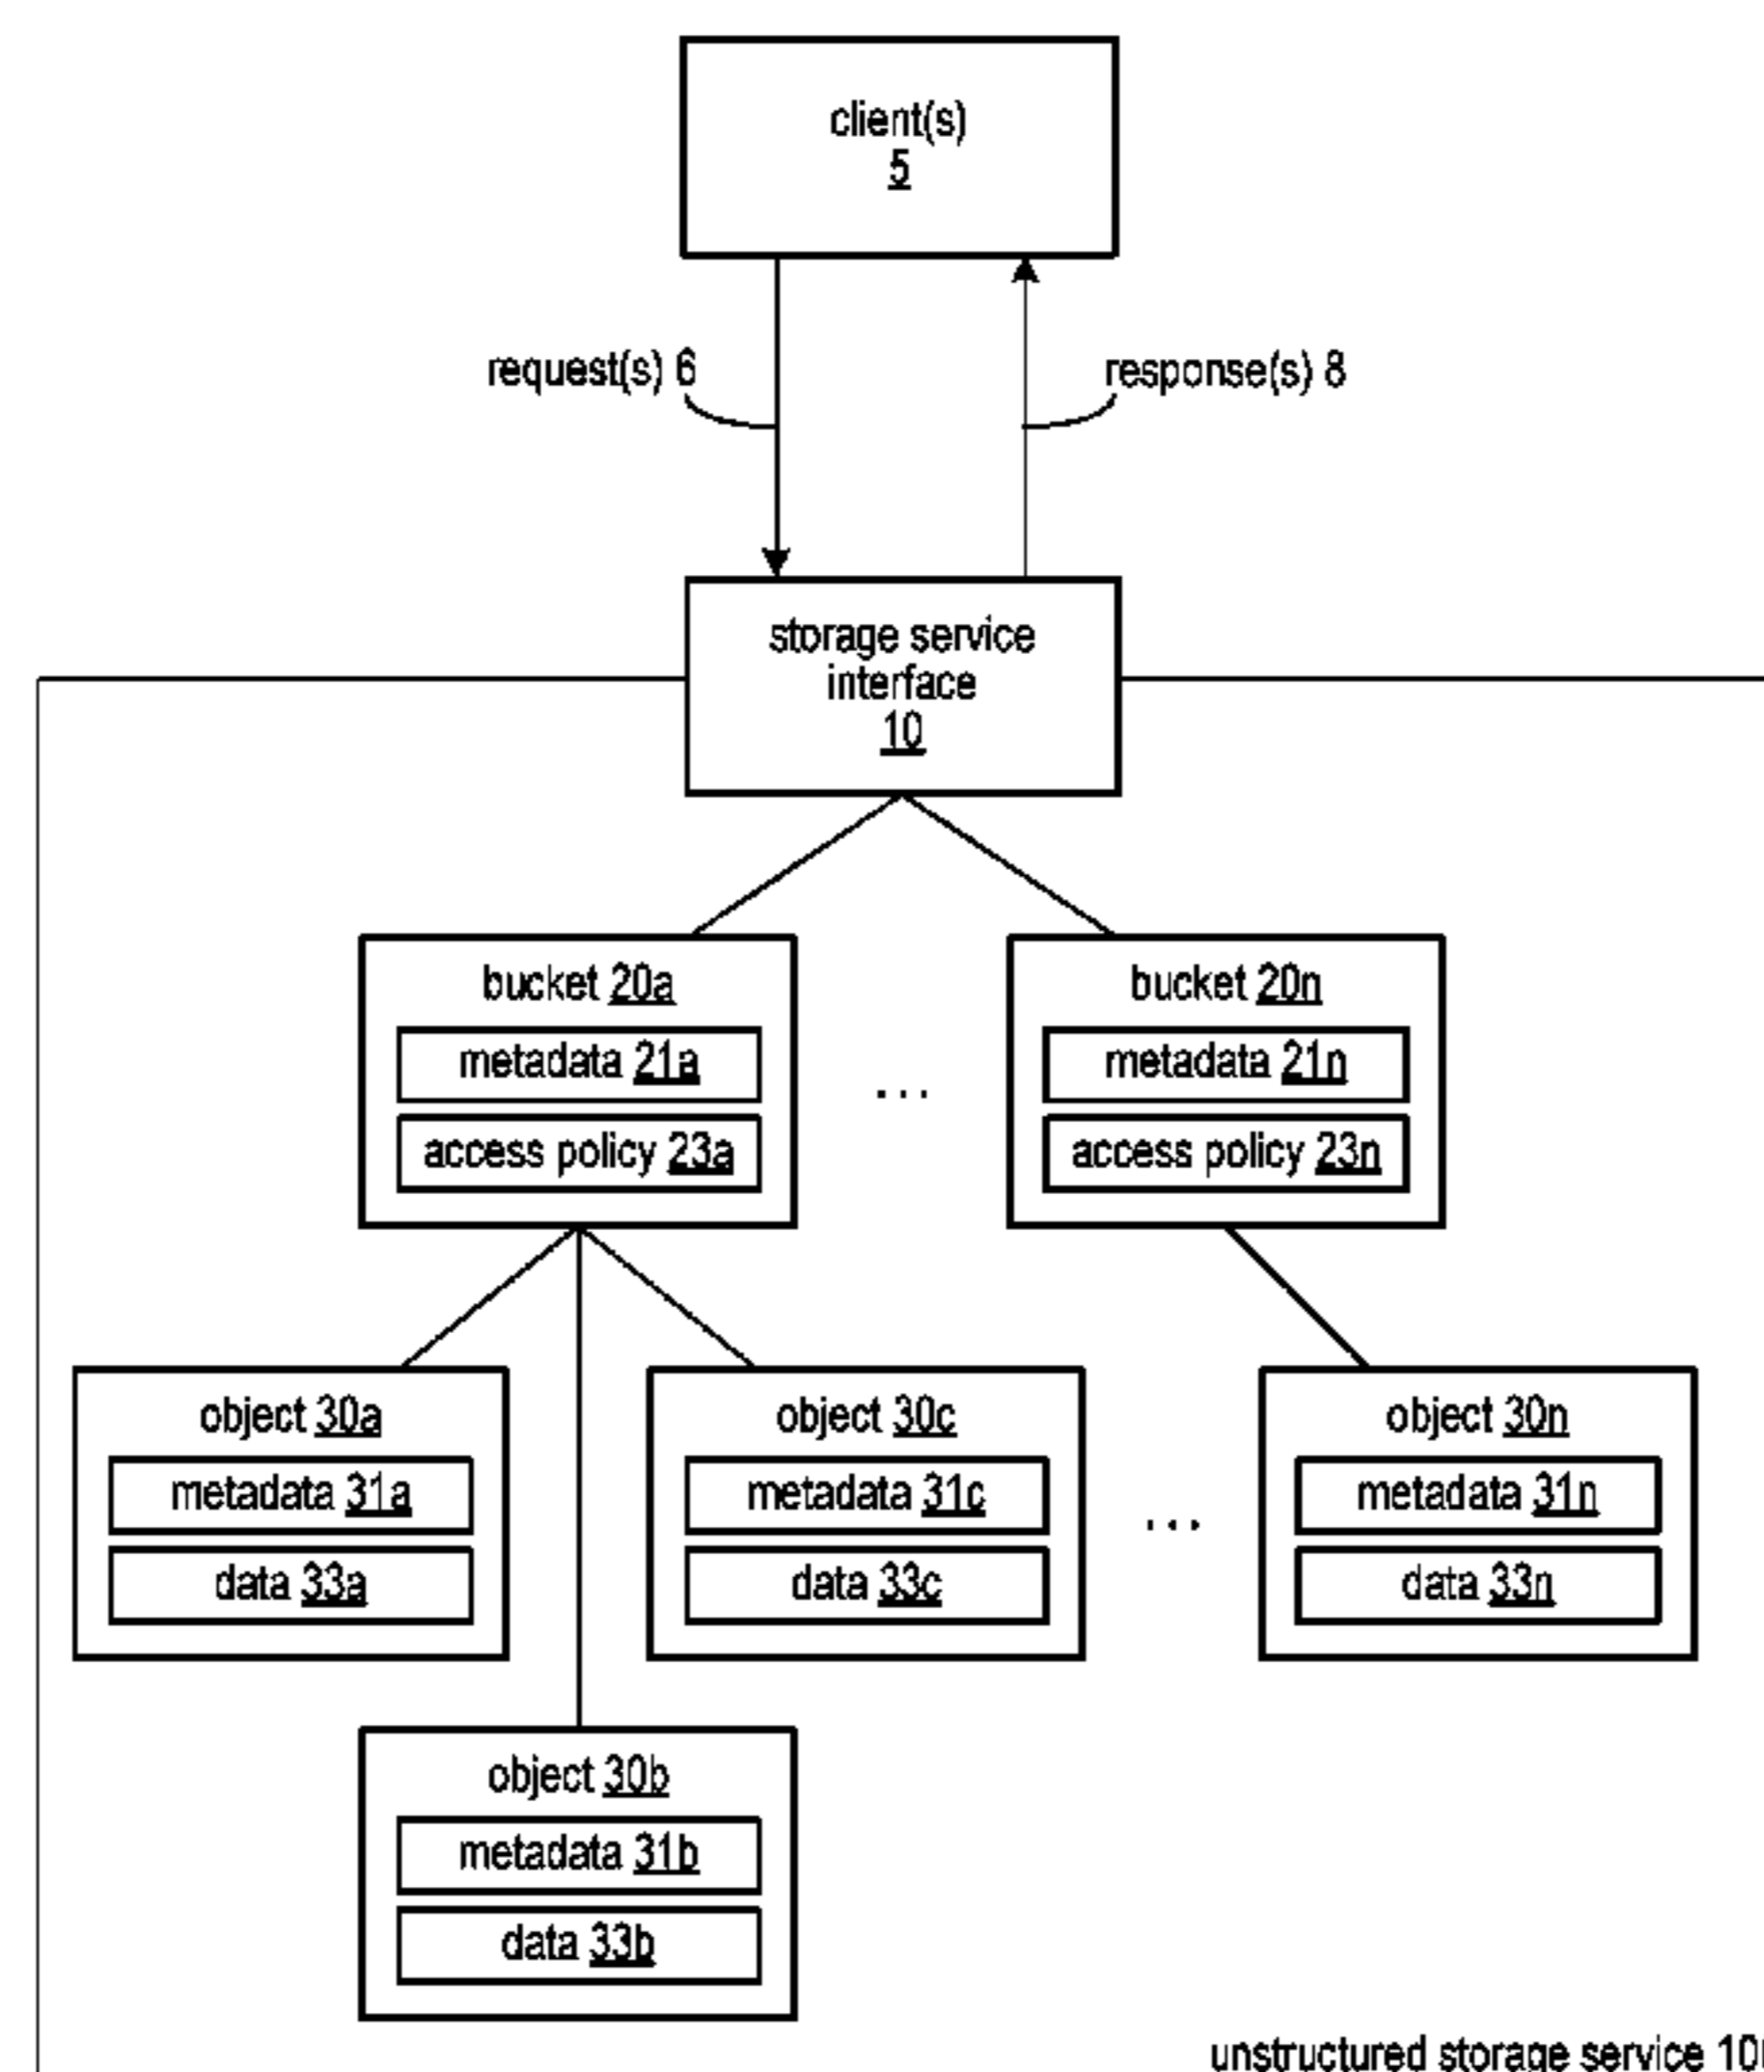 client(s)
5
request(s) 6
response(s) 8
storage service
interface
10
bucket 20a
metadata 21a
access policy 23a
...
bucket 20n
metadata 21n
access policy 23n
object 30a
metadata 31a
data 33a
object 30c
metadata 31c
data 33c
...
object 30n
metadata 31n
data 33n
object 30b
metadata 31b
data 33b
unstructured storage service